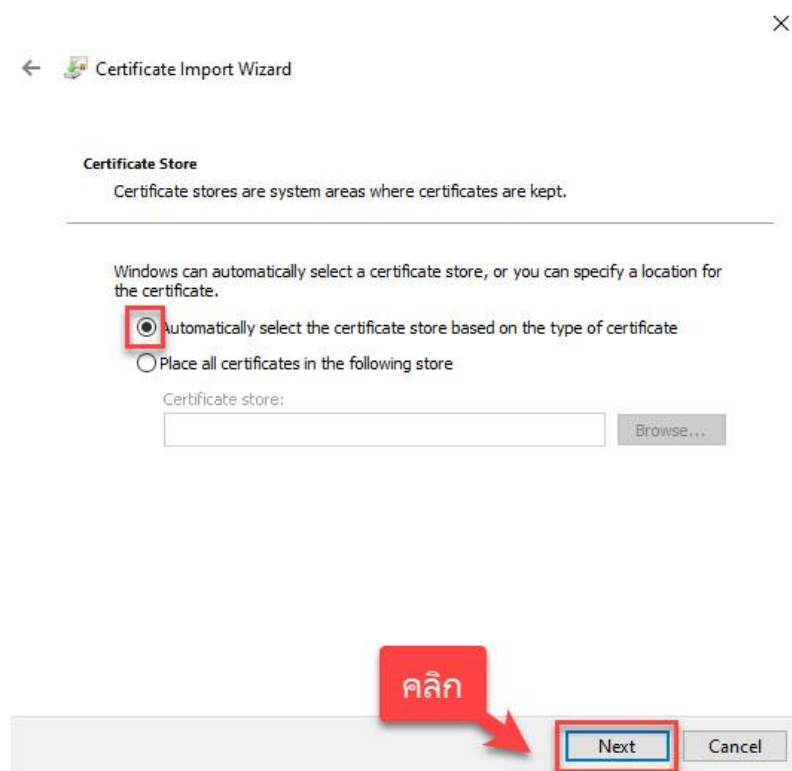 Certificate Import Wizard
Certificate Store
Certificate stores are system areas where certificates are kept.
Windows can automatically select a certificate store, or you can specify a location for
the certificate.
Automatically select the certificate store based on the type of certificate
Place all certificates in the following store
Certificate store:
Browse...
คลิก
Next
Cancel